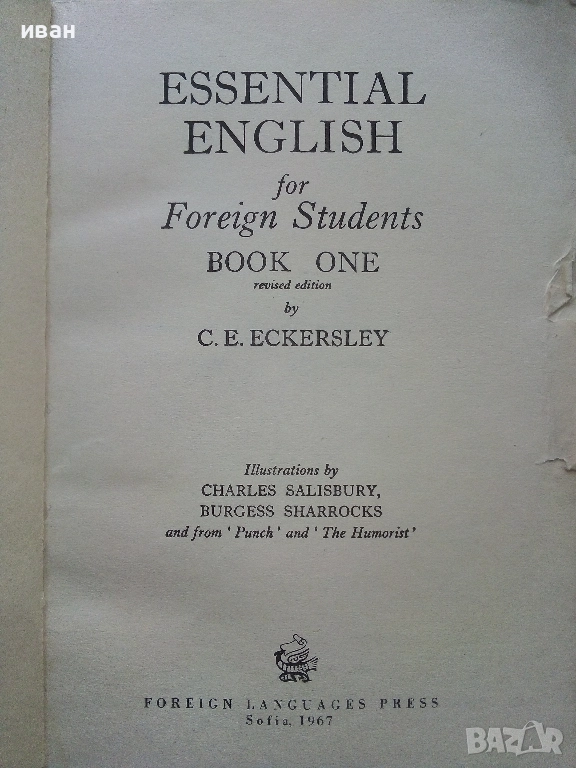 иван
ESSENTIAL
ENGLISH
for
Foreign Students
BOOK ONE
revised edition
by
C. E. ECKERSLEY
Illustrations by
CHARLES SALISBURY,
BURGESS SHARROCKS
and from ' Punch' and ' The Humorist'
FOREIGN LANGUAGES PRESS
Sofia, 1967
BAZAR